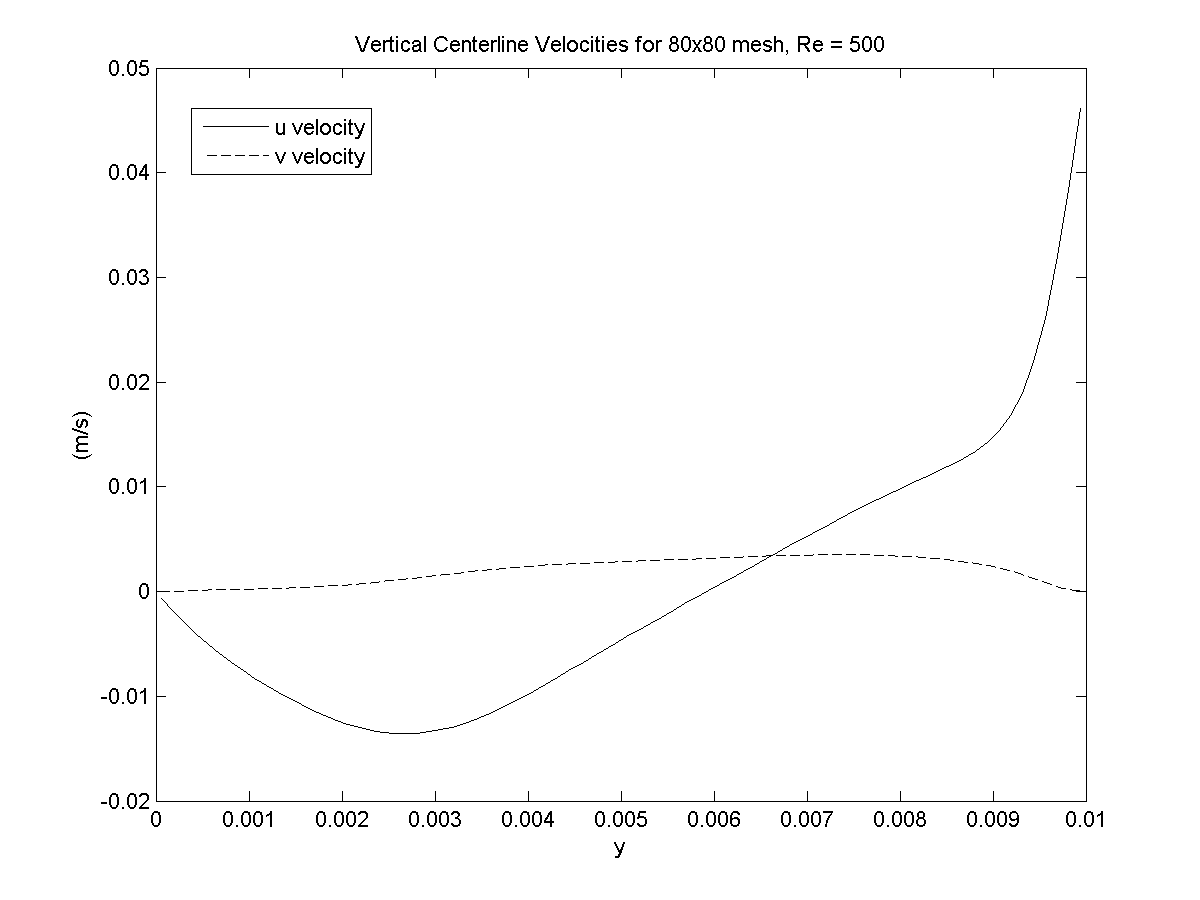 Vertical Centerline Velocities for 80x80 mesh, Re = 500
0.05
u velocity
v velocity
0.04
0.03
0.02
(m/s)
0.01
0
-0.01
-0.02
0 0.001 0.002 0.003 0.004 0.005 0.006 0.007 0.008 0.009 0.01
y